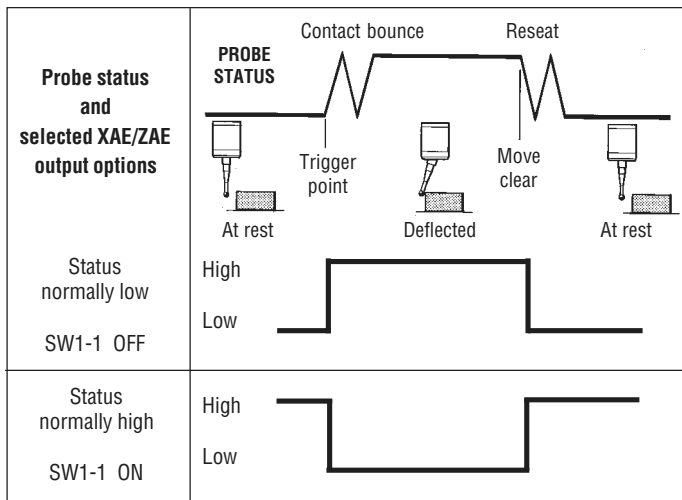 Probe status
and
selected XAE/ZAE
output options
PROBE
STATUS
Contact bounce
Reseat
Trigger
point
Move
clear
At rest
Deflected
At rest
Status
normally low
SW1-1 OFF
High
Low
Status
normally high
SW1-1 ON
High
Low